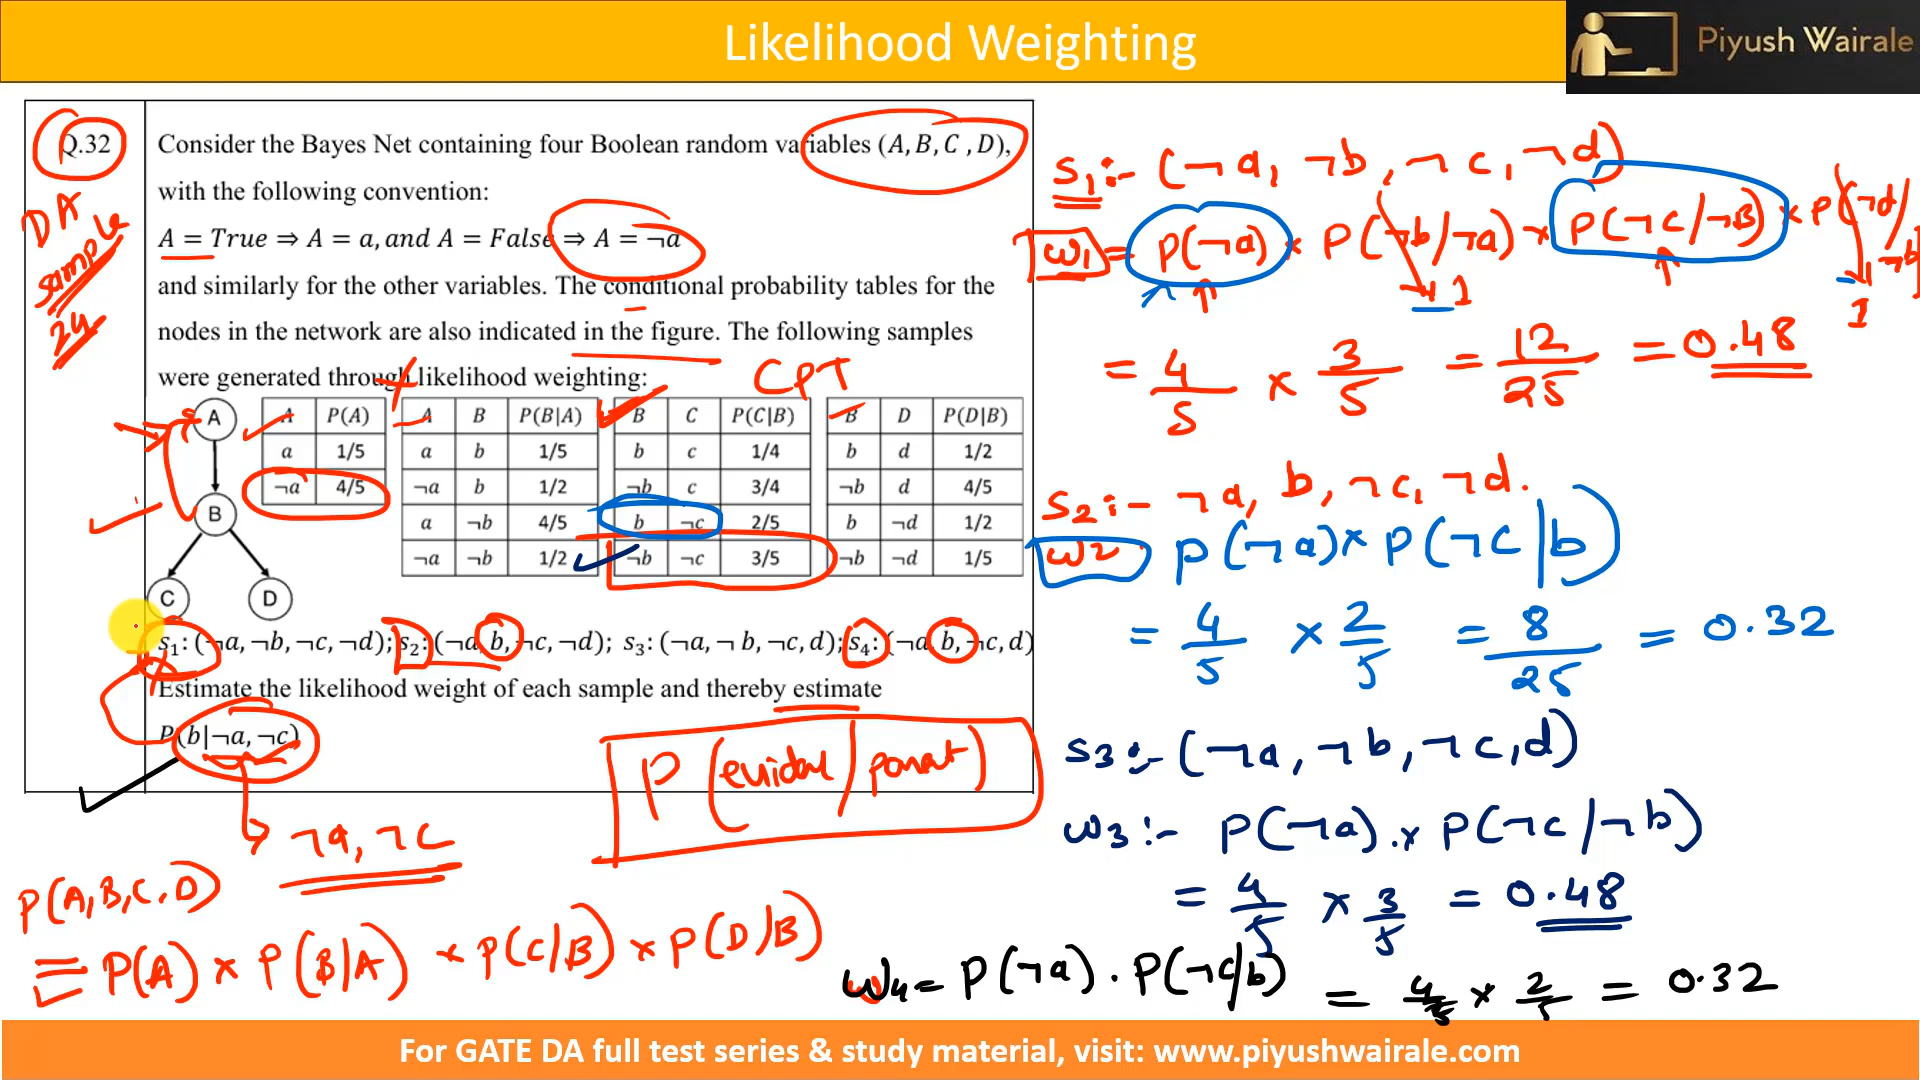 Likelihood Weighting
Piyush Wairale
Q.32
Consider the Bayes Net containing four Boolean random variables (A, B, C , D),
with the following convention:
A = True ⇒ A = a, and A = False ⇒ A = ¬a
and similarly for the other variables. The conditional probability tables for the
nodes in the network are also indicated in the figure. The following samples
were generated through likelihood weighting:
DA
sample
24
CPT
A
B
C
D
A P(A)
a 1/5
¬a 4/5
A B P(B|A)
a b 1/5
¬a b 1/2
a ¬b 4/5
¬a ¬b 1/2
B C P(C|B)
b c 1/4
¬b c 3/4
b ¬c 2/5
¬b ¬c 3/5
B D P(D|B)
b d 1/2
¬b d 4/5
b ¬d 1/2
¬b ¬d 1/5
s1: (¬a, ¬b, ¬c, ¬d); s2: (¬a, b, ¬c, ¬d); s3: (¬a, ¬ b, ¬c, d); s4: (¬a, b, ¬c, d)
Estimate the likelihood weight of each sample and thereby estimate
P(b|¬a, ¬c)
¬a, ¬c
P(A,B,C,D)
= P(A) × P(B|A) × P(C|B) × P(D|B)
S1:- (¬a, ¬b, ¬c, ¬d)
w1 = P(¬a) × P(¬b/¬a) × P(¬c/¬B) × P(¬d/¬b)
1
1
= 4/5 × 3/5 = 12/25 = 0.48
S2:- ¬a, b, ¬c, ¬d.
w2 P(¬a) × P(¬c|b)
= 4/5 × 2/5 = 8/25 = 0.32
S3:- (¬a, ¬b, ¬c, d)
w3:- P(¬a) . × P(¬c/¬b)
= 4/5 × 3/5 = 0.48
w4 = P(¬a) . P(¬c/b) = 4/5 × 2/5 = 0.32
For GATE DA full test series & study material, visit: www.piyushwairale.com